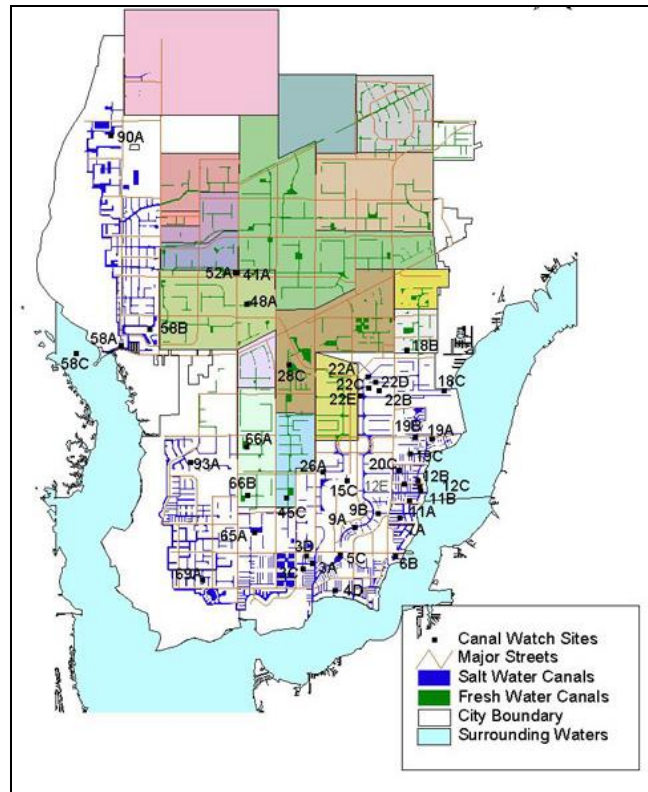 90A
52A
41A
48A
58B
58A
58C
18B
28C
22A
22C
22D
22E
22B
18C
19B
19A
66A
19C
93A
26A
20C
12B
15C
12E
12C
66B
45C
11B
9B
11A
9A
7A
65A
3B
5C
6B
3A
69A
4D
Canal Watch Sites
Major Streets
Salt Water Canals
Fresh Water Canals
City Boundary
Surrounding Waters